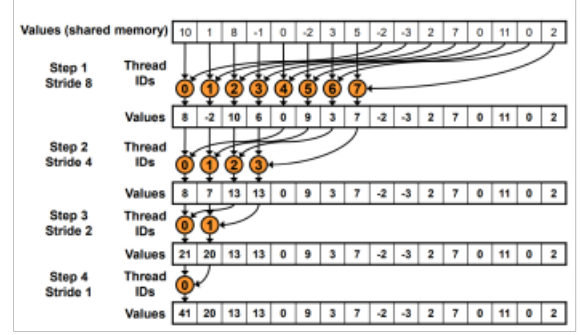 Values (shared memory) 10 1 8 -1 0 -2 3 5 -2 -3 2 7 0 11 0 2
Step 1 Stride 8 Thread IDs 0 1 2 3 4 5 6 7
Values 8 -2 10 6 0 9 3 7 -2 -3 2 7 0 11 0 2
Step 2 Stride 4 Thread IDs 0 1 2 3
Values 8 7 13 13 0 9 3 7 -2 -3 2 7 0 11 0 2
Step 3 Stride 2 Thread IDs 0 1
Values 21 20 13 13 0 9 3 7 -2 -3 2 7 0 11 0 2
Step 4 Stride 1 Thread IDs 0
Values 41 20 13 13 0 9 3 7 -2 -3 2 7 0 11 0 2